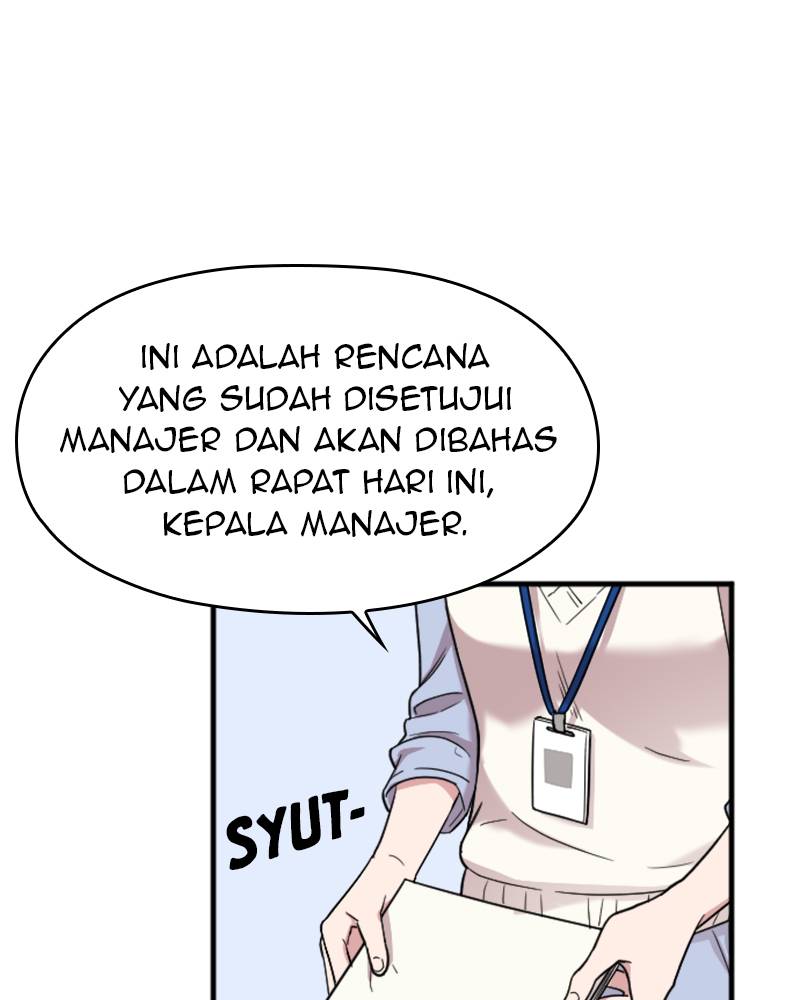 INI ADALAH RENCANA
YANG SUDAH DISETUJUI
MANAJER DAN AKAN DIBAHAS
DALAM RAPAT HARI INI,
KEPALA MANAJER.
SYUT-